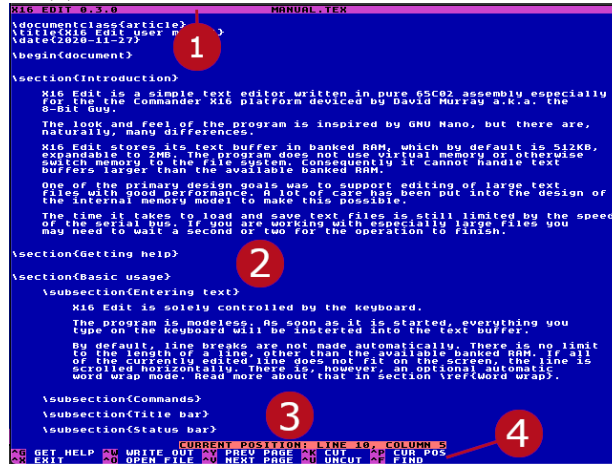 X16 EDIT 0.3.0 MANUAL.TEX
\documentclass{article}
\title{X16 Edit user m }
\date{2020-11-27}
1
\begin{document}
\section{Introduction}
X16 Edit is a simple text editor written in pure 65C02 assembly especially
for the the Commander X16 platform deviced by David Murray a.k.a. the
8-Bit Guy.
The look and feel of the program is inspired by GNU Nano, but there are,
naturally, many differences.
X16 Edit stores its text buffer in banked RAM, which by default is 512KB,
expandable to 2MB. The program does not use virtual memory or otherwise
switch memory to the file system. Consequently it cannot handle text
buffers larger than the available banked RAM.
One of the primary design goals was to support editing of large text
files with good performance. A lot of care has been put into the design of
the internal memory model to make this possible.
The time it takes to load and save text files is still limited by the speed
of the serial bus. If you are working with especially large files you
may need to wait a second or two for the operation to finish.
\section{Getting help}
2
\section{Basic usage}
\subsection{Entering text}
X16 Edit is solely controlled by the keyboard.
The program is modeless. As soon as it is started, everything you
type on the keyboard will be insterted into the text buffer.
By default, line breaks are not made automatically. There is no limit
to the length of a line, other than the available banked RAM. If all
of the currently edited line does not fit on the screen, the line is
scrolled horizontally. There is, however, an optional automatic
word wrap mode. Read more about that in section \ref{Word wrap}.
\subsection{Commands}
\subsection{Title bar}
3
\subsection{Status bar}
4
CURRENT POSITION: LINE 10, COLUMN 5
^G GET HELP ^W WRITE OUT ^Y PREV PAGE ^K CUT ^P CUR POS
^X EXIT ^O OPEN FILE ^V NEXT PAGE ^U UNCUT ^F FIND